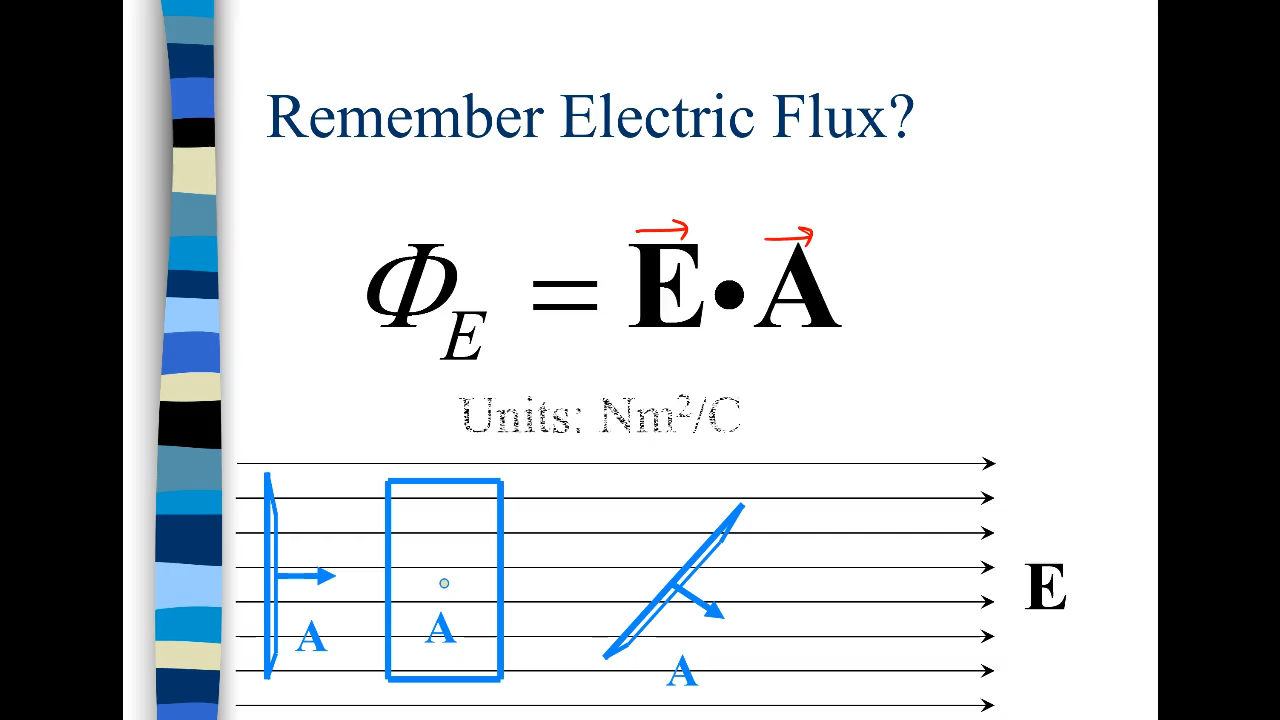 Remember Electric Flux?
Φ_E = E⃗ • A⃗
Units: Nm²/C
A
A
A
E